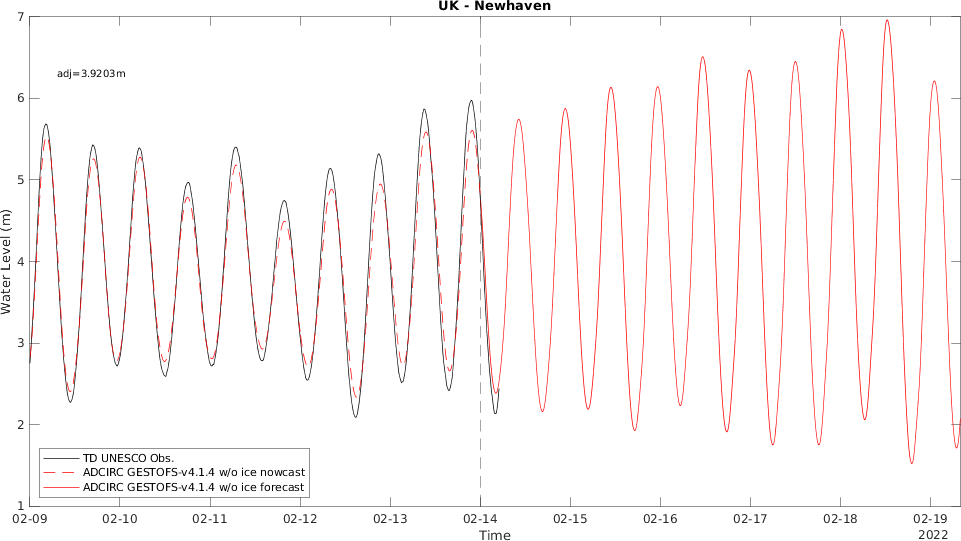 UK - Newhaven
7
adj=3.9203m
6
5
4
3
2
1
Water Level (m)
TD UNESCO Obs.
ADCIRC GESTOFS-v4.1.4 w/o ice nowcast
ADCIRC GESTOFS-v4.1.4 w/o ice forecast
02-09 02-10 02-11 02-12 02-13 02-14 02-15 02-16 02-17 02-18 02-19
Time
2022